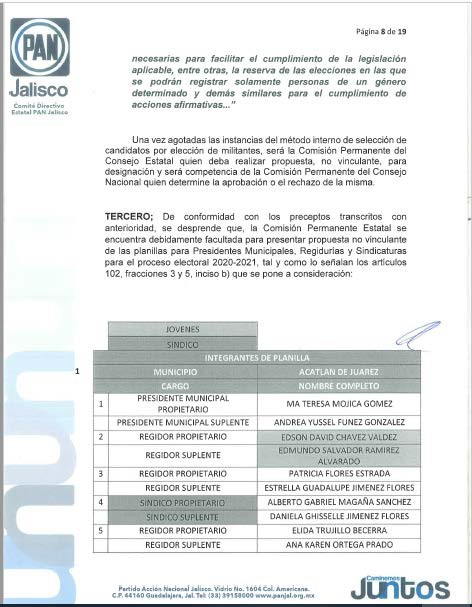 Página 8 de 19
PAN
Jalisco
Comité Directivo
Estatal PAN Jalisco
necesarias para facilitar el cumplimiento de la legislación
aplicable, entre otras, la reserva de las elecciones en las que
se podrán registrar solamente personas de un género
determinado y demás similares para el cumplimiento de
acciones afirmativas..."
Una vez agotadas las instancias del método interno de selección de
candidatos por elección de militantes, será la Comisión Permanente del
Consejo Estatal quien deba realizar propuesta, no vinculante, para
designación y será competencia de la Comisión Permanente del Consejo
Nacional quien determine la aprobación o el rechazo de la misma.
TERCERO; De conformidad con los preceptos transcritos con
anterioridad, se desprende que, la Comisión Permanente Estatal se
encuentra debidamente facultada para presentar propuesta no vinculante
de las planillas para Presidentes Municipales, Regidurías y Sindicaturas
para el proceso electoral 2020-2021, tal y como lo señalan los artículos
102, fracciones 3 y 5, inciso b) que se pone a consideración:
JOVENES
SINDICO
INTEGRANTES DE PLANILLA
1 MUNICIPIO ACATLAN DE JUAREZ
CARGO NOMBRE COMPLETO
1 PRESIDENTE MUNICIPAL PROPIETARIO MA TERESA MOJICA GOMEZ
PRESIDENTE MUNICIPAL SUPLENTE ANDREA YUSSEL FUNEZ GONZALEZ
2 REGIDOR PROPIETARIO EDSON DAVID CHAVEZ VALDEZ
REGIDOR SUPLENTE EDMUNDO SALVADOR RAMIREZ ALVARADO
3 REGIDOR PROPIETARIO PATRICIA FLORES ESTRADA
REGIDOR SUPLENTE ESTRELLA GUADALUPE JIMENEZ FLORES
4 SINDICO PROPIETARIO ALBERTO GABRIEL MAGAÑA SANCHEZ
SINDICO SUPLENTE DANIELA GHISSELLE JIMENEZ FLORES
5 REGIDOR PROPIETARIO ELIDA TRUJILLO BECERRA
REGIDOR SUPLENTE ANA KAREN ORTEGA PRADO
Partido Acción Nacional Jalisco. Vidrio No. 1604 Col. Americana.
C.P. 44160 Guadalajara, Jal. Tel: (33) 39158000 www.panjal.org.mx
Caminemos
Juntos